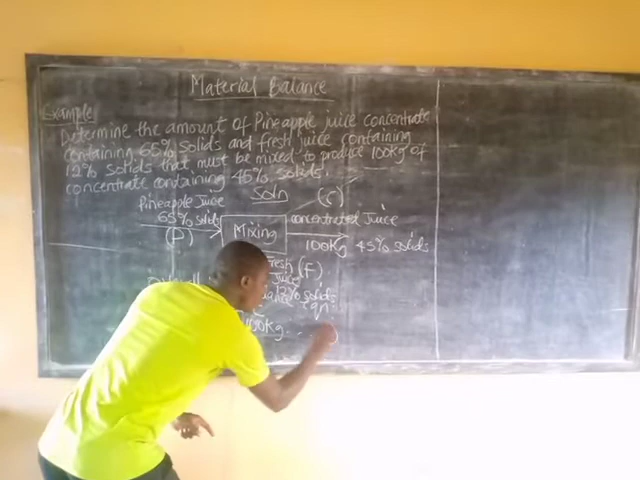 Material Balance
Example
Determine the amount of Pineapple juice concentrate
containing 65% solids and fresh juice containing
12% solids that must be mixed to produce 100kg of
concentrate containing 45% solids.
Soln
Pineapple Juice
65% solids
(P)
Mixing
(C)
concentrated Juice
100kg 45% solids
Fresh (F)
Juice
12% solids
eqn:
100kg